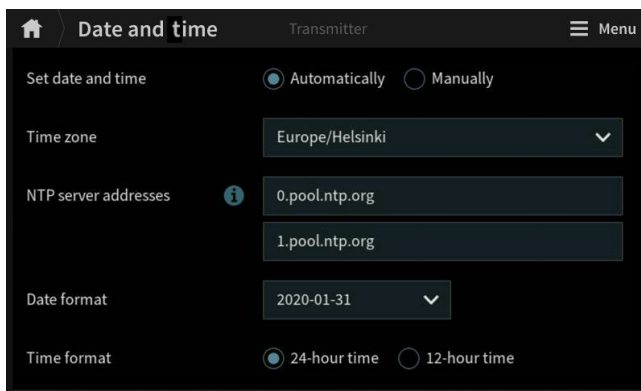 Date and time Transmitter Menu
Set date and time Automatically Manually
Time zone Europe/Helsinki
NTP server addresses i 0.pool.ntp.org
1.pool.ntp.org
Date format 2020-01-31
Time format 24-hour time 12-hour time